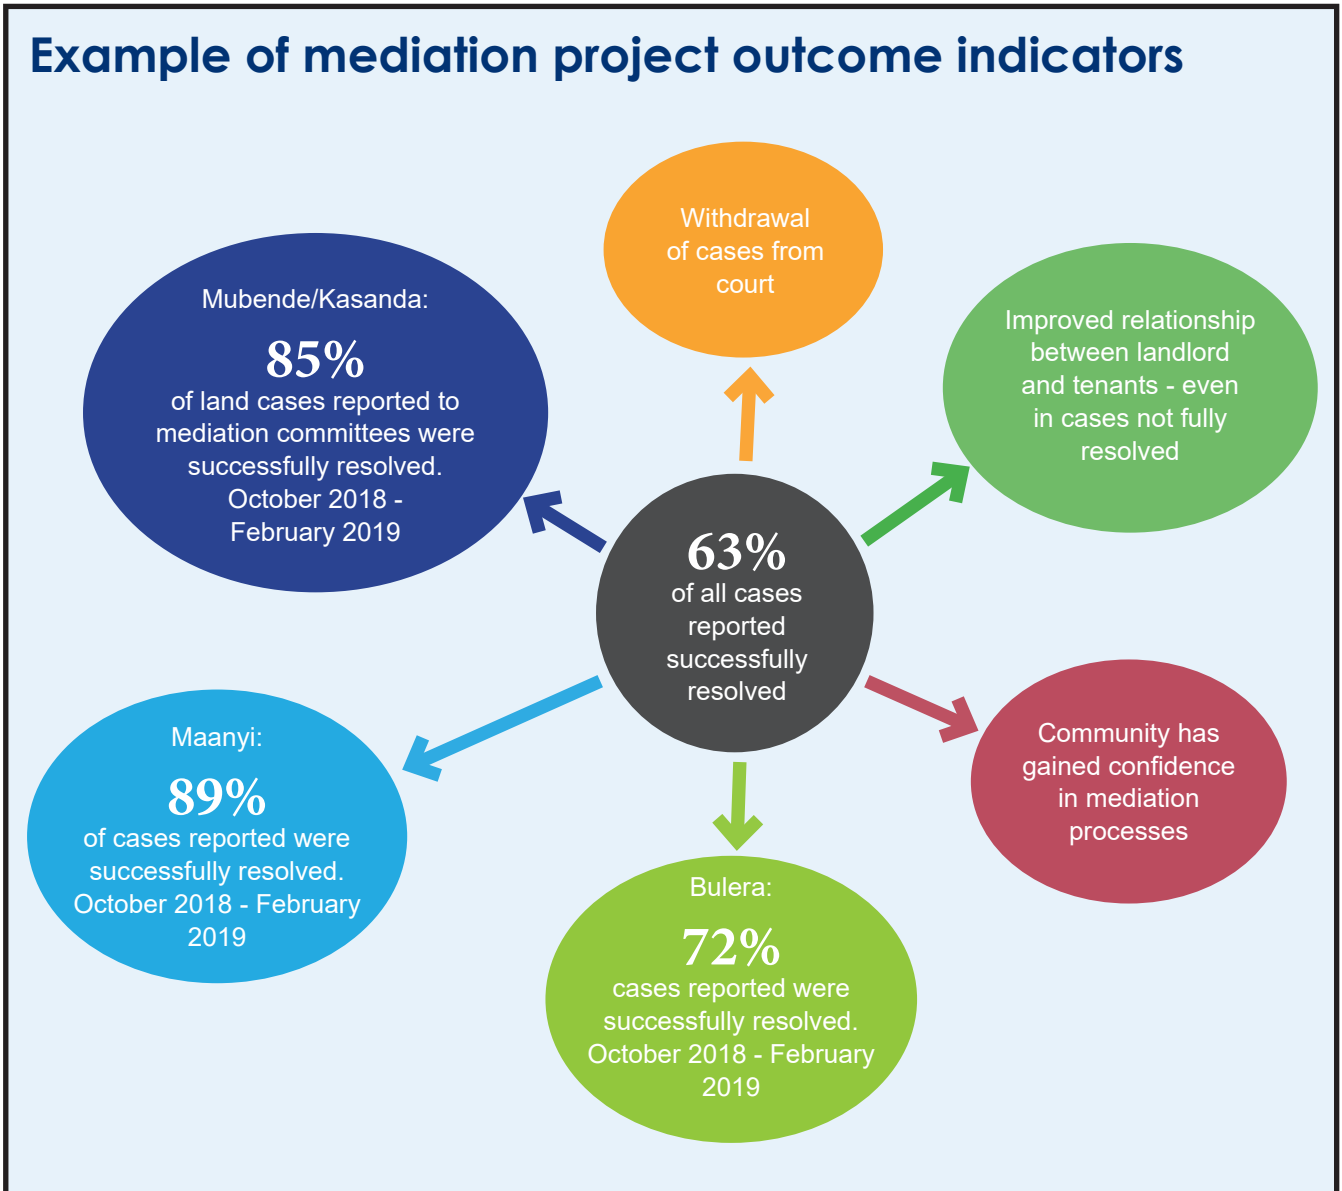 Example of mediation project outcome indicators
Withdrawal
of cases from
court
Mubende/Kasanda:
85%
of land cases reported to
mediation committees were
successfully resolved.
October 2018 -
February 2019
Improved relationship
between landlord
and tenants - even
in cases not fully
resolved
63%
of all cases
reported
successfully
resolved
Maanyi:
89%
of cases reported were
successfully resolved.
October 2018 - February
2019
Community has
gained confidence
in mediation
processes
Bulera:
72%
cases reported were
successfully resolved.
October 2018 - February
2019